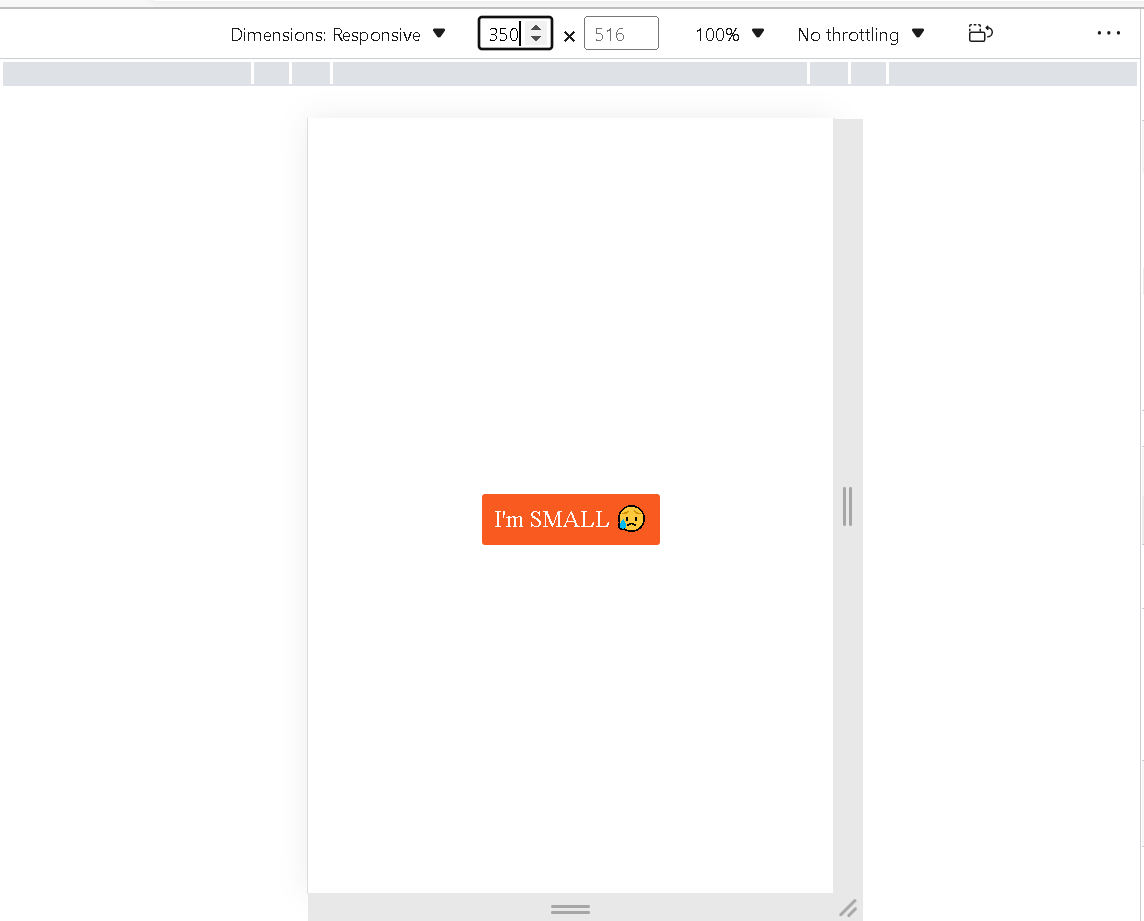 Dimensions: Responsive 350 × 516 100% No throttling
I'm SMALL 😥